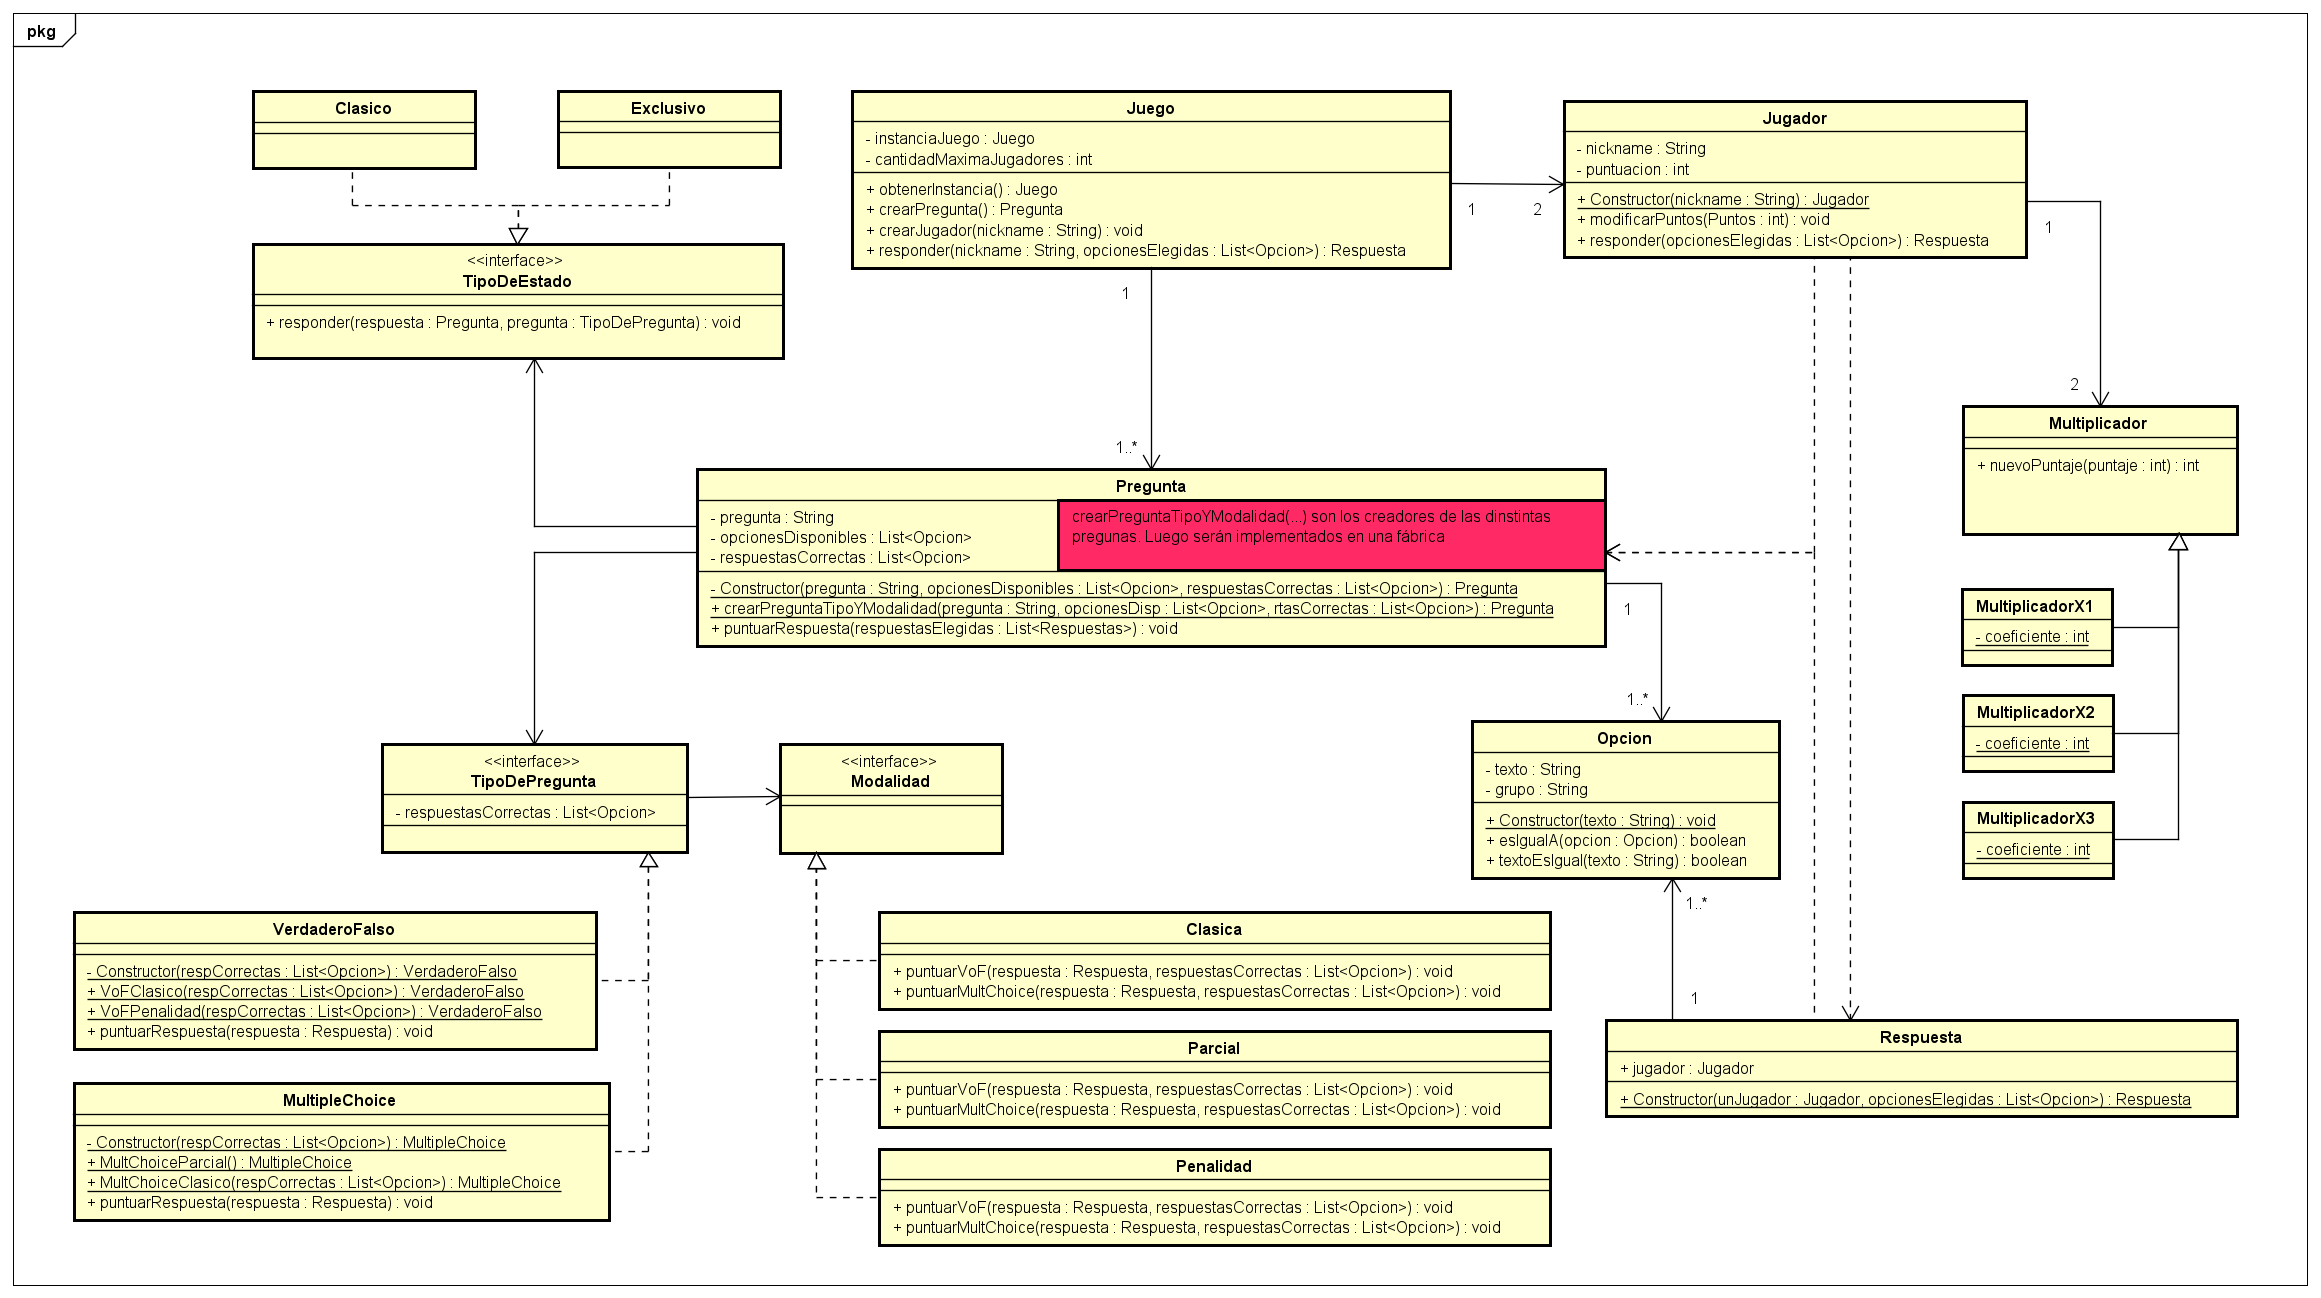 pkg
Clasico
Exclusivo
<<interface>>
TipoDeEstado
+ responder(respuesta : Pregunta, pregunta : TipoDePregunta) : void
Juego
- instanciaJuego : Juego
- cantidadMaximaJugadores : int
+ obtenerInstancia() : Juego
+ crearPregunta() : Pregunta
+ crearJugador(nickname : String) : void
+ responder(nickname : String, opcionesElegidas : List<Opcion>) : Respuesta
1
2
1
1..*
Jugador
- nickname : String
- puntuacion : int
+ Constructor(nickname : String) : Jugador
+ modificarPuntos(Puntos : int) : void
+ responder(opcionesElegidas : List<Opcion>) : Respuesta
1
2
Multiplicador
+ nuevoPuntaje(puntaje : int) : int
MultiplicadorX1
- coeficiente : int
MultiplicadorX2
- coeficiente : int
MultiplicadorX3
- coeficiente : int
Pregunta
- pregunta : String
- opcionesDisponibles : List<Opcion>
- respuestasCorrectas : List<Opcion>
crearPreguntaTipoYModalidad(...) son los creadores de las dinstintas
pregunas. Luego serán implementados en una fábrica
- Constructor(pregunta : String, opcionesDisponibles : List<Opcion>, respuestasCorrectas : List<Opcion>) : Pregunta
+ crearPreguntaTipoYModalidad(pregunta : String, opcionesDisp : List<Opcion>, rtasCorrectas : List<Opcion>) : Pregunta
+ puntuarRespuesta(respuestasElegidas : List<Respuestas>) : void
1
1..*
<<interface>>
TipoDePregunta
- respuestasCorrectas : List<Opcion>
<<interface>>
Modalidad
Opcion
- texto : String
- grupo : String
+ Constructor(texto : String) : void
+ esIgualA(opcion : Opcion) : boolean
+ textoEsIgual(texto : String) : boolean
1..*
1
VerdaderoFalso
- Constructor(respCorrectas : List<Opcion>) : VerdaderoFalso
+ VoFClasico(respCorrectas : List<Opcion>) : VerdaderoFalso
+ VoFPenalidad(respCorrectas : List<Opcion>) : VerdaderoFalso
+ puntuarRespuesta(respuesta : Respuesta) : void
MultipleChoice
- Constructor(respCorrectas : List<Opcion>) : MultipleChoice
+ MultChoiceParcial() : MultipleChoice
+ MultChoiceClasico(respCorrectas : List<Opcion>) : MultipleChoice
+ puntuarRespuesta(respuesta : Respuesta) : void
Clasica
+ puntuarVoF(respuesta : Respuesta, respuestasCorrectas : List<Opcion>) : void
+ puntuarMultChoice(respuesta : Respuesta, respuestasCorrectas : List<Opcion>) : void
Parcial
+ puntuarVoF(respuesta : Respuesta, respuestasCorrectas : List<Opcion>) : void
+ puntuarMultChoice(respuesta : Respuesta, respuestasCorrectas : List<Opcion>) : void
Penalidad
+ puntuarVoF(respuesta : Respuesta, respuestasCorrectas : List<Opcion>) : void
+ puntuarMultChoice(respuesta : Respuesta, respuestasCorrectas : List<Opcion>) : void
Respuesta
+ jugador : Jugador
+ Constructor(unJugador : Jugador, opcionesElegidas : List<Opcion>) : Respuesta